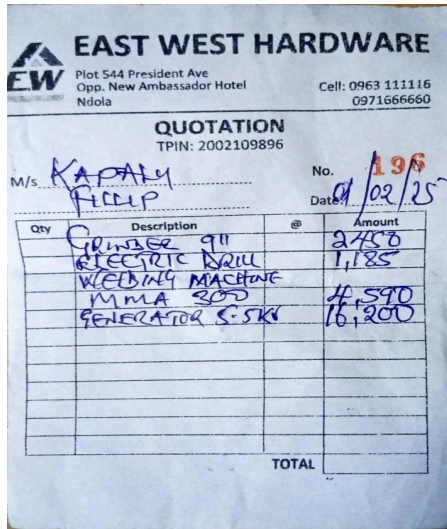 EAST WEST HARDWARE
EW
Plot 544 President Ave
Opp. New Ambassador Hotel
Ndola
Cell: 0963 111116
0971666660
QUOTATION
TPIN: 2002109896
M/s KAPALY
FILLIP
No. 196
Date: 01/02/25
Qty Description @ Amount
GRINDER 9" 2450
ELECTRIC DRILL 1,185
WELDING MACHINE
MMA 300 4,590
GENERATOR 5.5KV 16,200
TOTAL